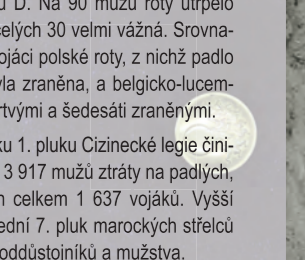 u D. Na 90 mužů roty utrpělo
celých 30 velmi vážná. Srovna-
ojáci polské roty, z nichž padlo
yla zraněna, a belgicko-lucem-
rtvými a šedesáti zraněnými.
ku 1. pluku Cizinecké legie čini-
3 917 mužů ztráty na padlých,
n celkem 1 637 vojáků. Vyšší
ední 7. pluk marockých střelců
oddůstojníků a mužstva.